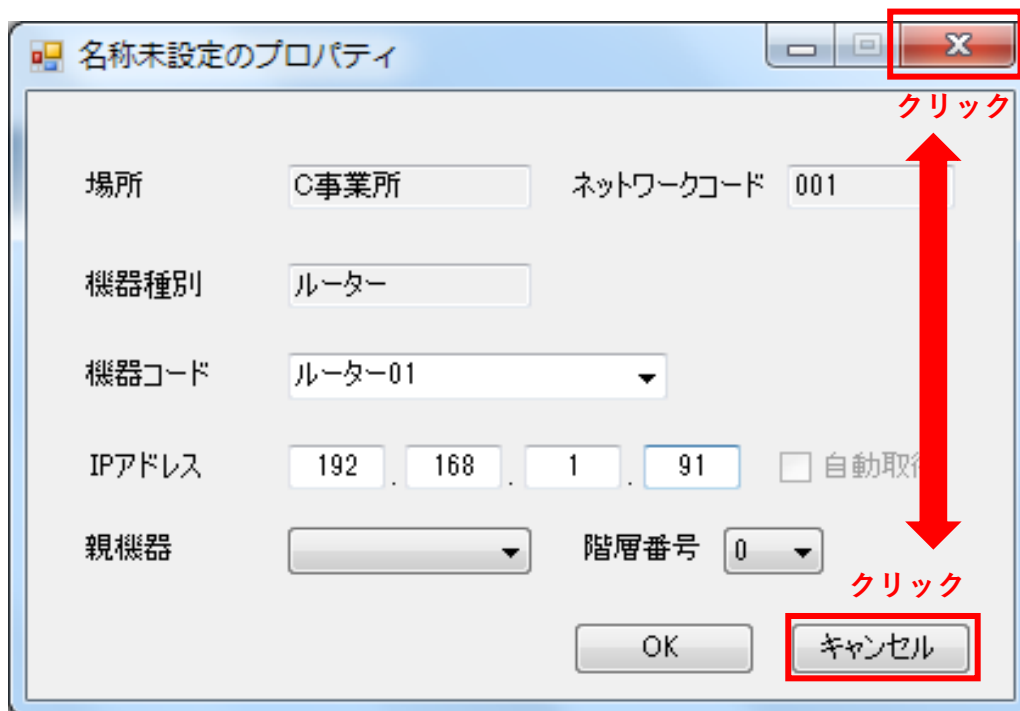 名称未設定のプロパティ
クリック
場所 C事業所 ネットワークコード 001
機器種別 ルーター
機器コード ルーター01
IPアドレス 192 . 168 . 1 . 91 自動取得
親機器 階層番号 0
クリック
OK キャンセル